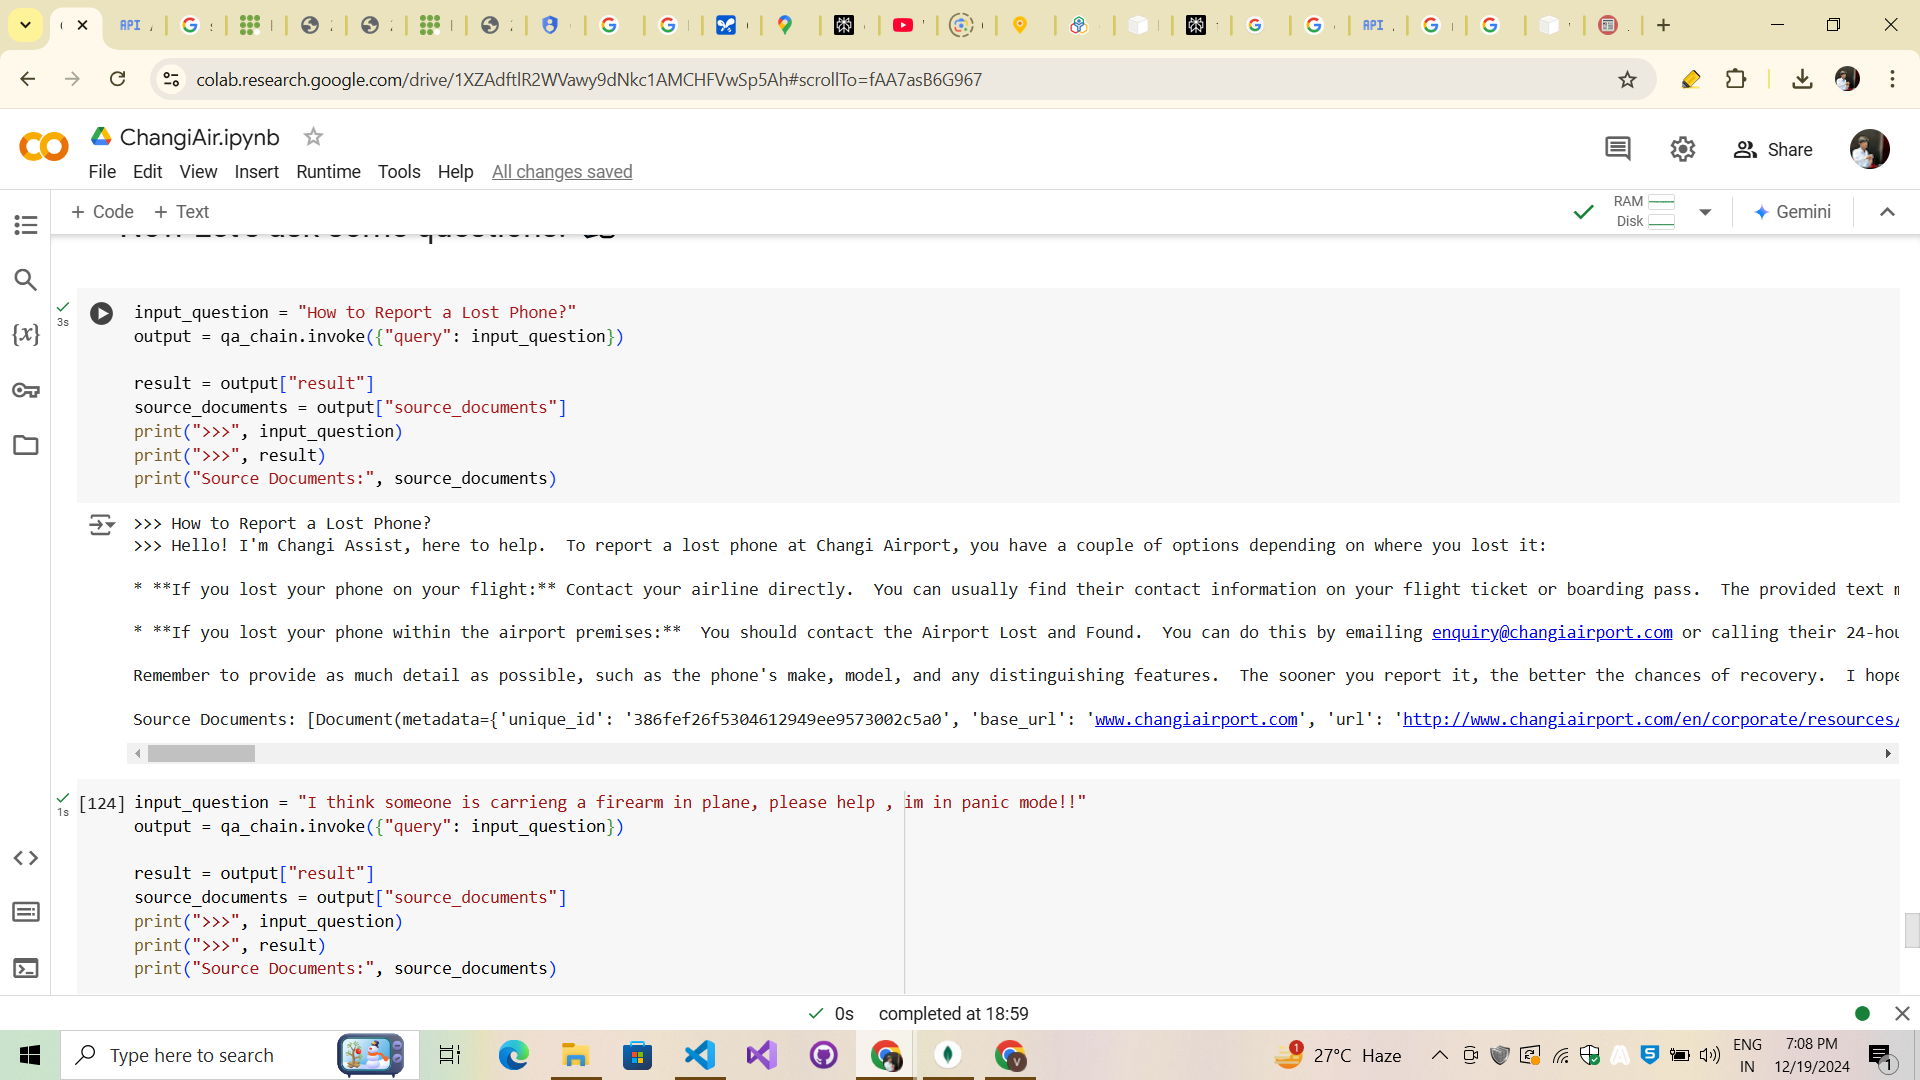 colab.research.google.com/drive/1XZAdftlR2WVawy9dNkc1AMCHFVwSp5Ah#scrollTo=fAA7asB6G967
ChangiAir.ipynb
File Edit View Insert Runtime Tools Help All changes saved
Share
+ Code + Text
RAM
Disk
Gemini
3s
input_question = "How to Report a Lost Phone?"
output = qa_chain.invoke({"query": input_question})
result = output["result"]
source_documents = output["source_documents"]
print(">>>", input_question)
print(">>>", result)
print("Source Documents:", source_documents)
>>> How to Report a Lost Phone?
>>> Hello! I'm Changi Assist, here to help. To report a lost phone at Changi Airport, you have a couple of options depending on where you lost it:
* **If you lost your phone on your flight:** Contact your airline directly. You can usually find their contact information on your flight ticket or boarding pass. The provided text
* **If you lost your phone within the airport premises:** You should contact the Airport Lost and Found. You can do this by emailing enquiry@changiairport.com or calling their 24-hou
Remember to provide as much detail as possible, such as the phone's make, model, and any distinguishing features. The sooner you report it, the better the chances of recovery. I hope
Source Documents: [Document(metadata={'unique_id': '386fef26f5304612949ee9573002c5a0', 'base_url': 'www.changiairport.com', 'url': 'http://www.changiairport.com/en/corporate/resources/
1s
[124] input_question = "I think someone is carrieng a firearm in plane, please help , im in panic mode!!"
output = qa_chain.invoke({"query": input_question})
result = output["result"]
source_documents = output["source_documents"]
print(">>>", input_question)
print(">>>", result)
print("Source Documents:", source_documents)
0s completed at 18:59
Type here to search
27°C Haze
ENG
IN
7:08 PM
12/19/2024